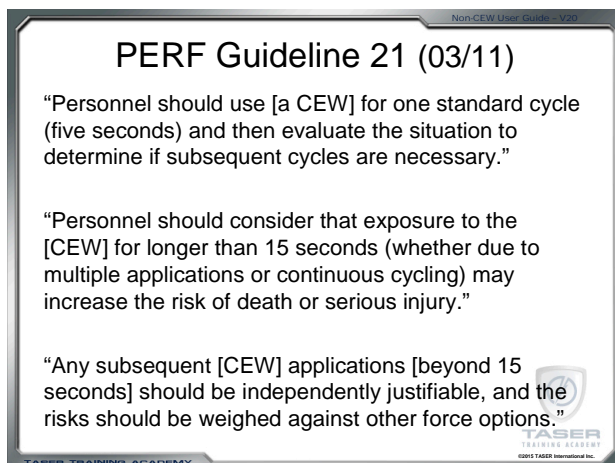 Non-CEW User Guide – V20
PERF Guideline 21 (03/11)
“Personnel should use [a CEW] for one standard cycle
(five seconds) and then evaluate the situation to
determine if subsequent cycles are necessary.”
“Personnel should consider that exposure to the
[CEW] for longer than 15 seconds (whether due to
multiple applications or continuous cycling) may
increase the risk of death or serious injury.”
“Any subsequent [CEW] applications [beyond 15
seconds] should be independently justifiable, and the
risks should be weighed against other force options.”
TASER
TRAINING ACADEMY
©2015 TASER International Inc.
TASER TRAINING ACADEMY